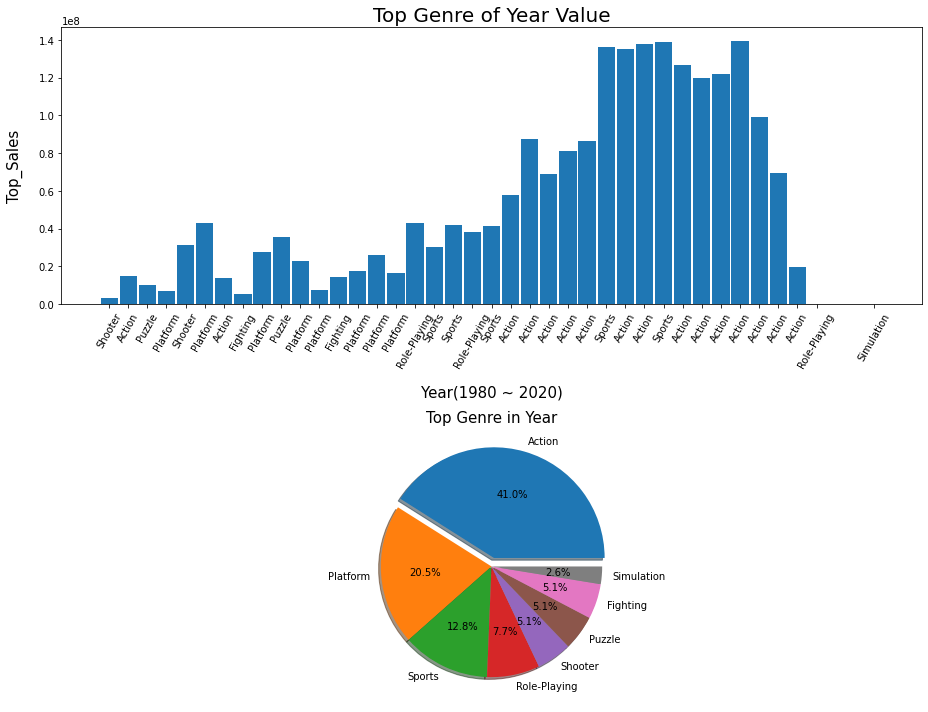 Top Genre of Year Value
1e8
Top_Sales
1.4
1.2
1.0
0.8
0.6
0.4
0.2
0.0
Shooter
Action
Puzzle
Platform
Shooter
Platform
Action
Fighting
Platform
Puzzle
Platform
Platform
Fighting
Platform
Platform
Platform
Role-Playing
Sports
Sports
Role-Playing
Sports
Action
Action
Action
Action
Action
Sports
Action
Action
Sports
Action
Action
Action
Action
Action
Action
Action
Role-Playing
Simulation
Year(1980 ~ 2020)
Top Genre in Year
Action
41.0%
Platform
20.5%
Sports
12.8%
Role-Playing
7.7%
Shooter
5.1%
Puzzle
5.1%
Fighting
5.1%
Simulation
2.6%